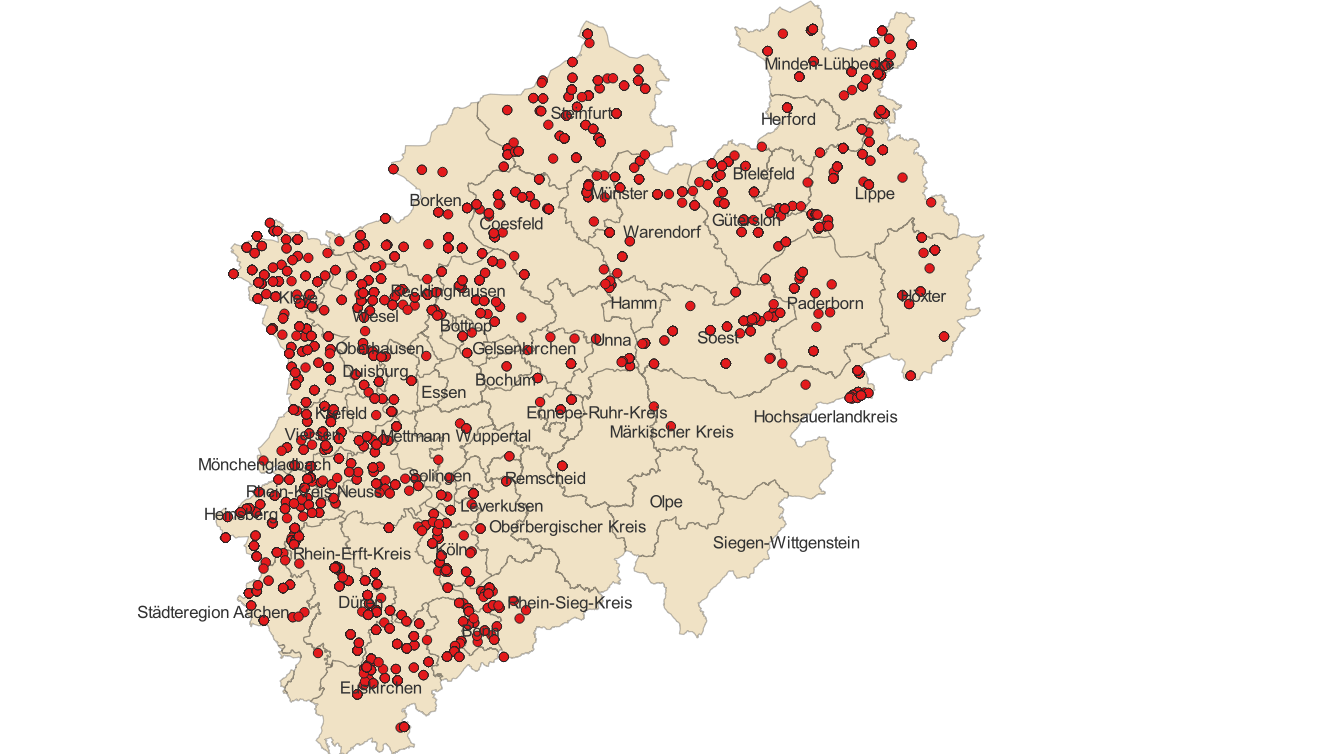 Minden-Lübbecke
Steinfurt
Herford
Bielefeld
Münster
Lippe
Borken
Coesfeld
Gütersloh
Warendorf
Recklinghausen
Kleve
Hamm
Paderborn
Höxter
Wesel
Bottrop
Unna
Soest
Oberhausen
Gelsenkirchen
Duisburg
Bochum
Essen
Krefeld
Ennepe-Ruhr-Kreis
Hochsauerlandkreis
Viersen
Mettmann
Wuppertal
Märkischer Kreis
Mönchengladbach
Solingen
Remscheid
Rhein-Kreis Neuss
Olpe
Leverkusen
Heinsberg
Oberbergischer Kreis
Siegen-Wittgenstein
Rhein-Erft-Kreis
Köln
Düren
Rhein-Sieg-Kreis
Städteregion Aachen
Bonn
Euskirchen